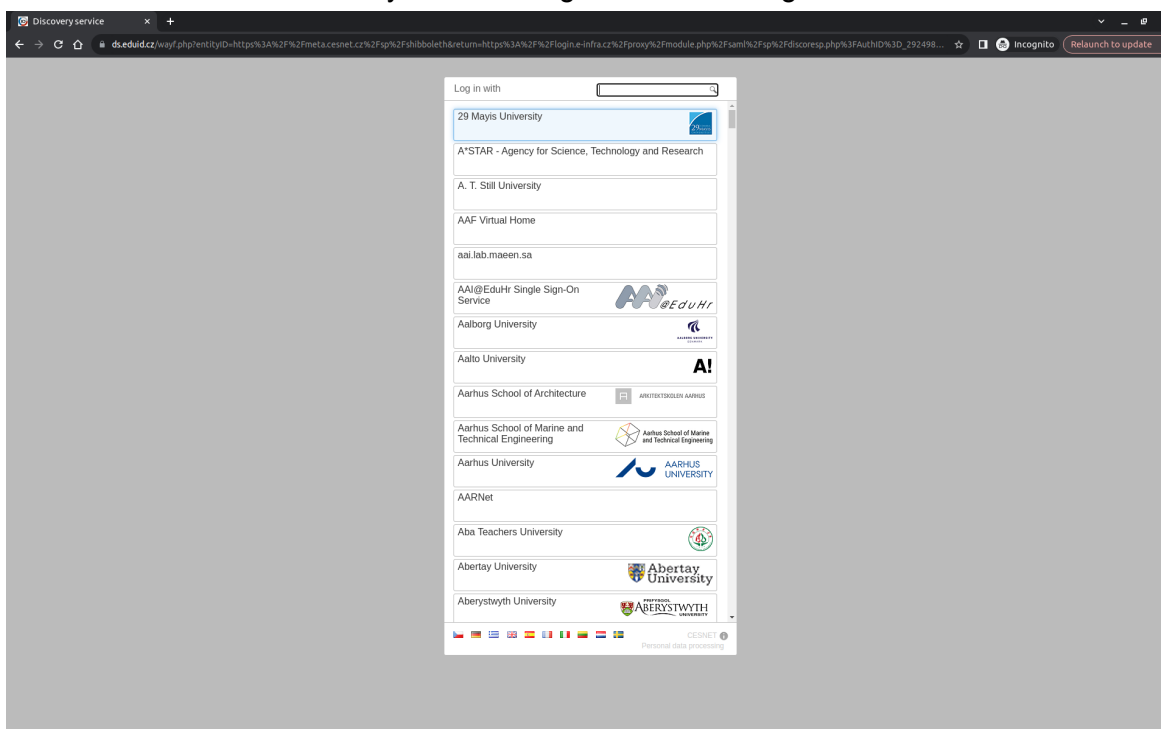 Discovery service
ds.eduid.cz/wayf.php?entityID=https%3A%2F%2Fmeta.cesnet.cz%2Fsp%2Fshibboleth&return=https%3A%2F%2Flogin.e-infra.cz%2Fproxy%2Fmodule.php%2Fsaml%2Fsp%2Fdiscoresp.php%3FAuthID%3D_292498...
Incognito
Relaunch to update
Log in with
29 Mayis University
29
A*STAR - Agency for Science, Technology and Research
A. T. Still University
AAF Virtual Home
aai.lab.maeen.sa
AAI@EduHr Single Sign-On
Service
AAI@EduHr
Aalborg University
AALBORG UNIVERSITY
Aalto University
A!
Aarhus School of Architecture
ARKITEKTSKOLEN AARHUS
Aarhus School of Marine and
Technical Engineering
Aarhus School of Marine
and Technical Engineering
Aarhus University
AARHUS
UNIVERSITY
AARNet
Aba Teachers University
Abertay University
Abertay
University
Aberystwyth University
PRIFYSGOL
ABERYSTWYTH
UNIVERSITY
CESNET
Personal data processing